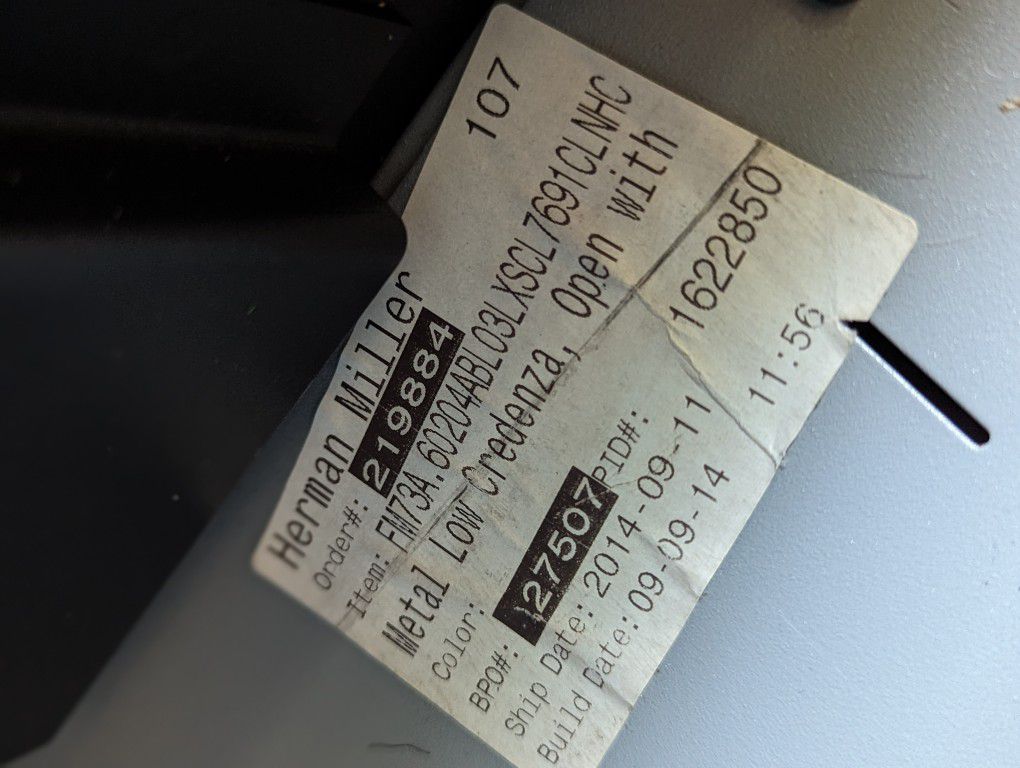 107
Herman Miller
Order#: 219884
Item: FM73A.60204ABL03LXSCL7691CLNHC
Metal Low Credenza, Open with
Color:
BPO#: 27507 PID#: 1622850
Ship Date: 2014-09-11
Build Date: 09-09-14 11:56